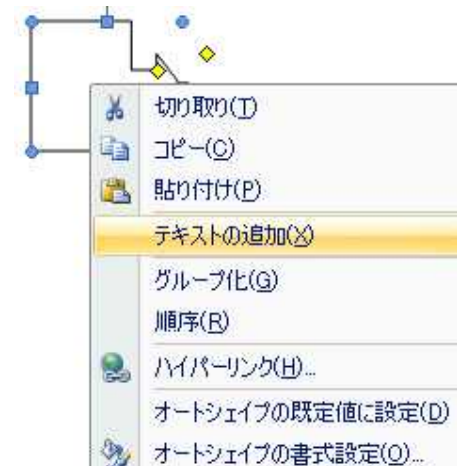 切り取り(T)
コピー(C)
貼り付け(P)
テキストの追加(X)
グループ化(G)
順序(R)
ハイパーリンク(H)...
オートシェイプの既定値に設定(D)
オートシェイプの書式設定(O)...